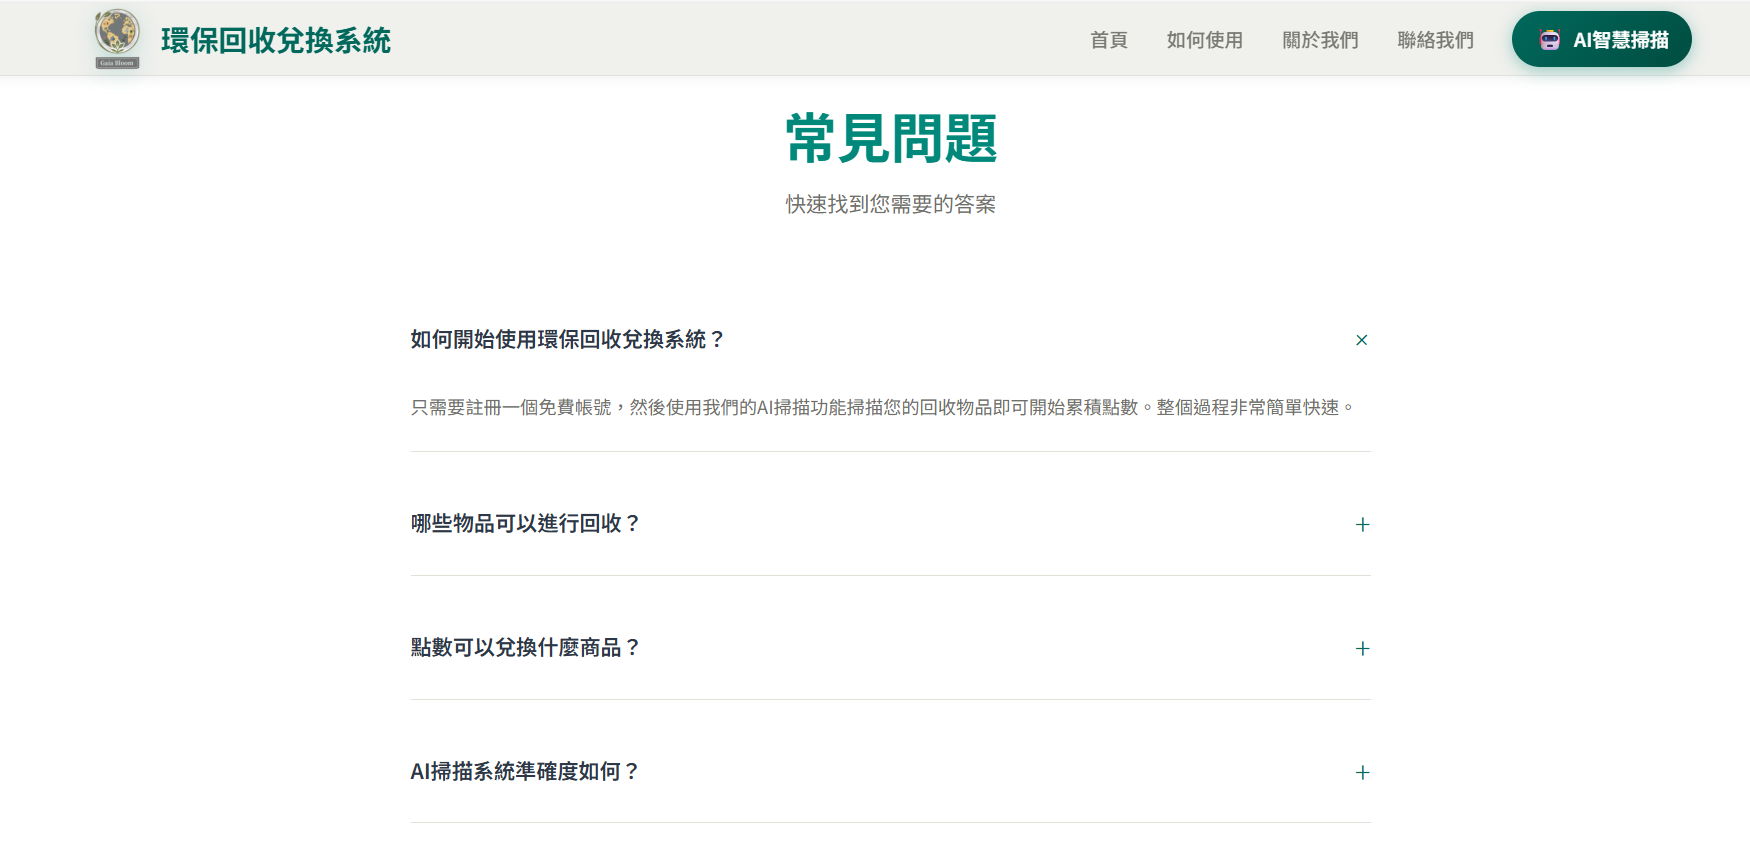 Gaia Bloom
環保回收兌換系統
首頁
如何使用
關於我們
聯絡我們
AI智慧掃描
常見問題
快速找到您需要的答案
如何開始使用環保回收兌換系統？
只需要註冊一個免費帳號，然後使用我們的AI掃描功能掃描您的回收物品即可開始累積點數。整個過程非常簡單快速。
哪些物品可以進行回收？
點數可以兌換什麼商品？
AI掃描系統準確度如何？